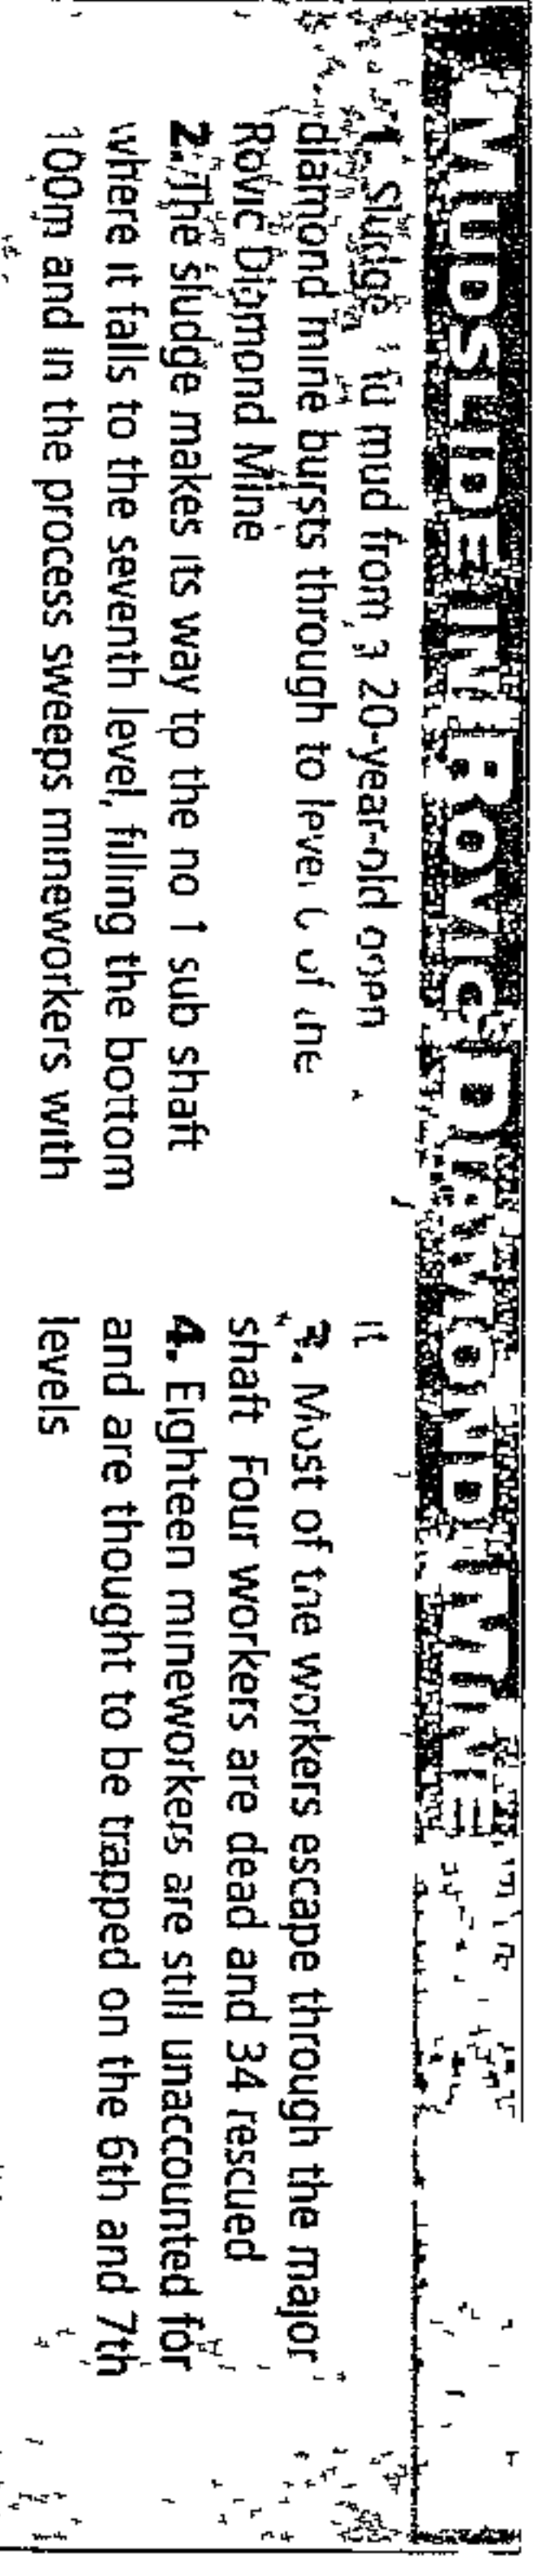 MUDSLIDE IN ROVIC DIAMOND MINE
1. Sludge mud from a 20-year-old open
diamond mine bursts through to level of the
Rovic Diamond Mine
2. The sludge makes its way to the no 1 sub shaft
where it falls to the seventh level, filling the bottom
100m and in the process sweeps mineworkers with
it
3. Most of the workers escape through the major
shaft Four workers are dead and 34 rescued
4. Eighteen mineworkers are still unaccounted for
and are thought to be trapped on the 6th and 7th
levels